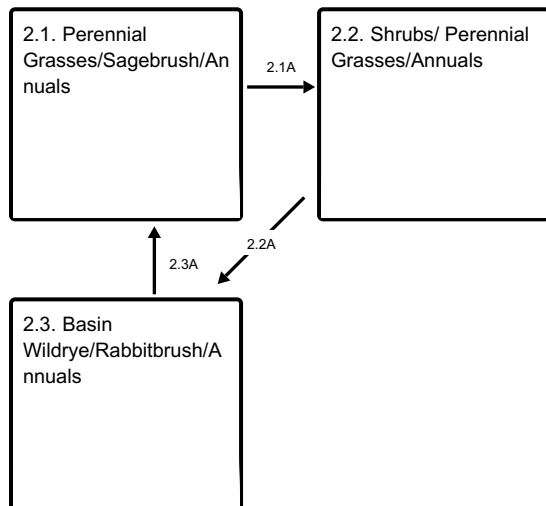 2.1. Perennial
Grasses/Sagebrush/An
nuals
2.1A
2.2. Shrubs/ Perennial
Grasses/Annuals
2.2A
2.3A
2.3. Basin
Wildrye/Rabbitbrush/A
nnuals